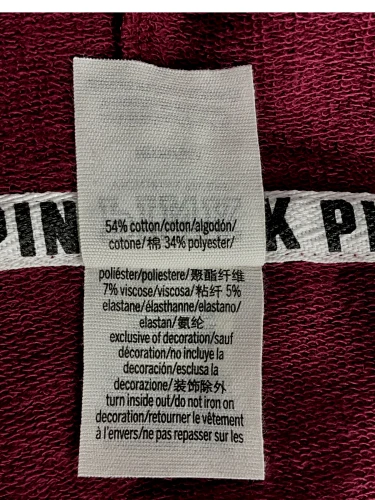 PINK
K PI
54% cotton/coton/algodón/
cotone/棉 34% polyester/
poliéster/poliestere/聚酯纤维
7% viscose/viscosa/粘纤 5%
elastane/élasthanne/elastano/
elastan/氨纶
exclusive of decoration/sauf
décoration/no incluye la
decoración/esclusa la
decorazione/装饰除外
turn inside out/do not iron on
decoration/retourner le vêtement
à l'envers/ne pas repasser sur les